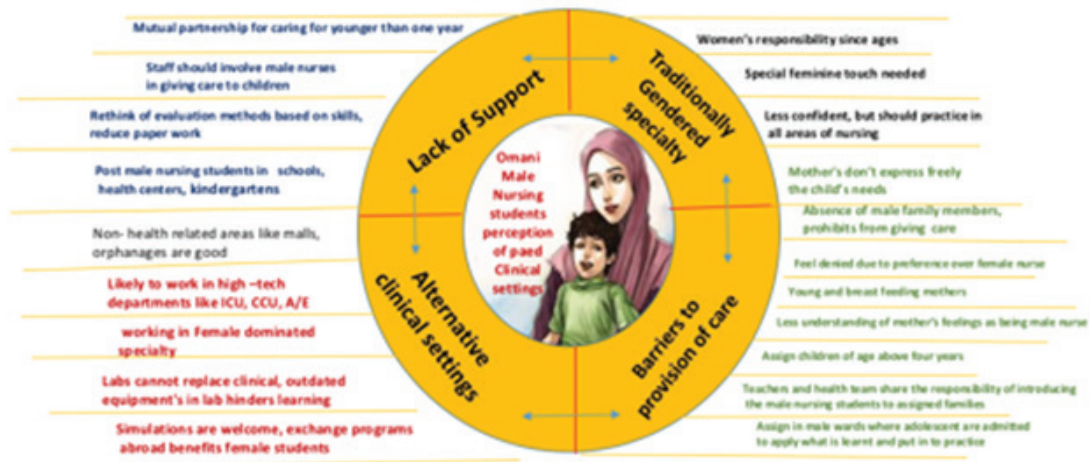 Mutual partnership for caring for younger than one year
Staff should involve male nurses
in giving care to children
Rethink of evaluation methods based on skills,
reduce paper work
Post male nursing students in schools,
health centers, kindergartens
Non- health related areas like malls,
orphanages are good
Likely to work in high –tech
departments like ICU, CCU, A/E
working in Female dominated
specialty
Labs cannot replace clinical, outdated
equipment's in lab hinders learning
Simulations are welcome, exchange programs
abroad benefits female students
Lack of Support
Traditionally
Gendered
specialty
Omani
Male
Nursing
students
perception
of paed
Clinical
settings
Alternative
clinical settings
Barriers to
provision of care
Women's responsibility since ages
Special feminine touch needed
Less confident, but should practice in
all areas of nursing
Mother's don't express freely
the child's needs
Absence of male family members,
prohibits from giving care
Feel denied due to preference over female nurse
Young and breast feeding mothers
Less understanding of mother's feelings as being male nurse
Assign children of age above four years
Teachers and health team share the responsibility of introducing
the male nursing students to assigned families
Assign in male wards where adolescent are admitted
to apply what is learnt and put in to practice